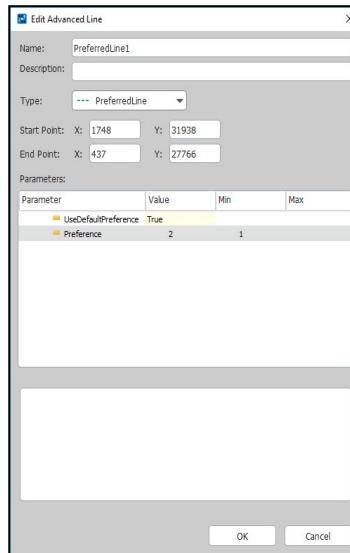 Edit Advanced Line
Name: PreferredLine1
Description:
Type: PreferredLine
Start Point: X: 1748 Y: 31938
End Point: X: 437 Y: 27766
Parameters:
Parameter Value Min Max
UseDefaultPreference True
Preference 2 1
OK Cancel